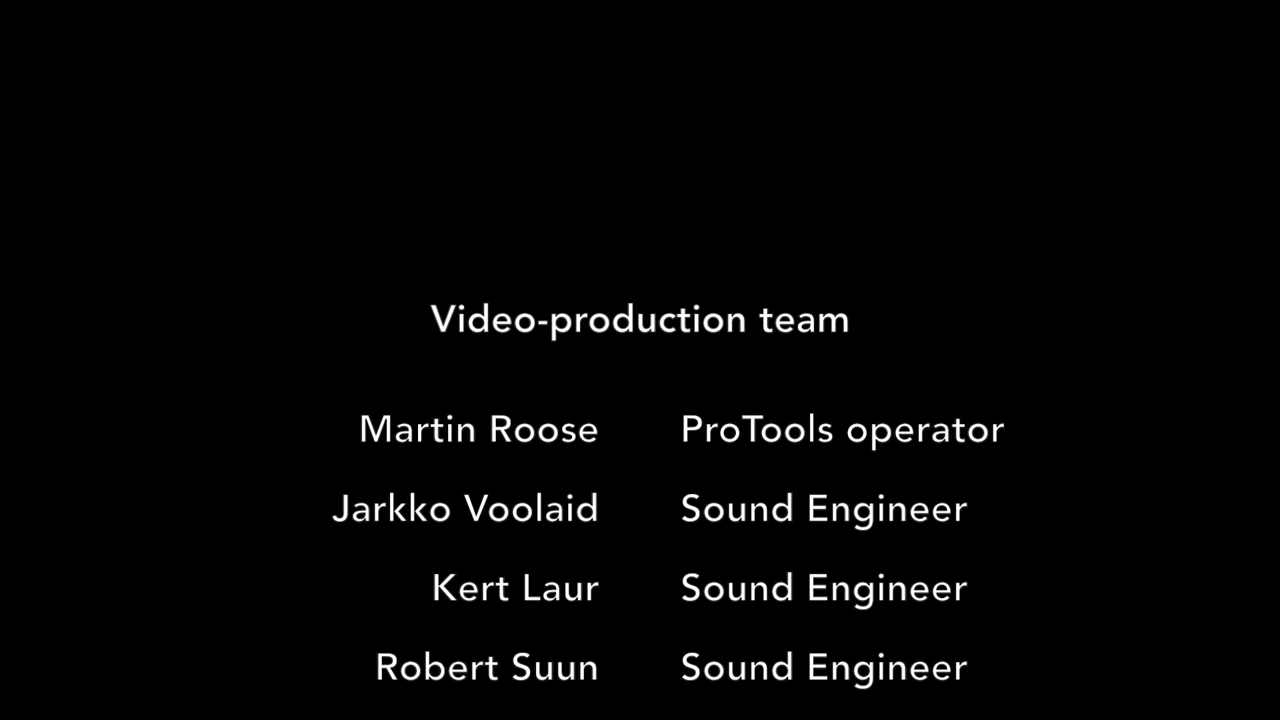 Video-production team
Martin Roose ProTools operator
Jarkko Voolaid Sound Engineer
Kert Laur Sound Engineer
Robert Suun Sound Engineer